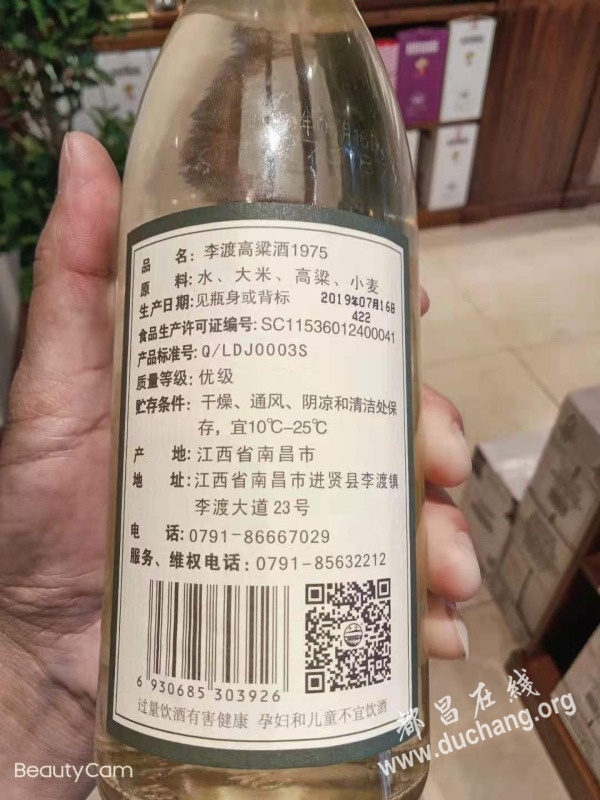 品 名:李渡高粱酒1975
原 料:水、大米、高粱、小麦
生产日期:见瓶身或背标 2019年07月16日
422
食品生产许可证编号:SC11536012400041
产品标准号:Q/LDJ0003S
质量等级:优级
贮存条件:干燥、通风、阴凉和清洁处保
存,宜10℃-25℃
产 地:江西省南昌市
地 址:江西省南昌市进贤县李渡镇
李渡大道23号
电 话:0791-86667029
服务、维权电话:0791-85632212
6 930685 303926
过量饮酒有害健康 孕妇和儿童不宜饮酒
都昌在线
www.duchang.org
BeautyCam